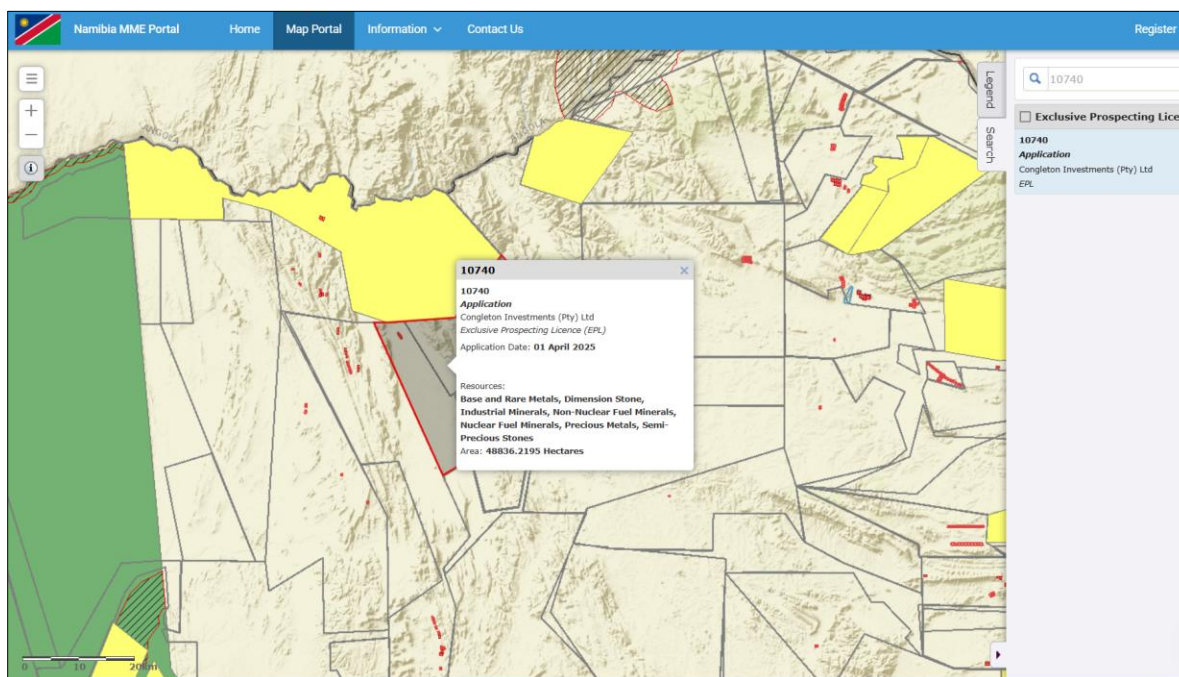 Namibia MME Portal
Home
Map Portal
Information
Contact Us
Register
ANGOLA
Legend
Search
10740
Exclusive Prospecting Lice
10740
Application
Congleton Investments (Pty) Ltd
EPL
10740
10740
Application
Congleton Investments (Pty) Ltd
Exclusive Prospecting Licence (EPL)
Application Date: 01 April 2025
Resources:
Base and Rare Metals, Dimension Stone,
Industrial Minerals, Non-Nuclear Fuel Minerals,
Nuclear Fuel Minerals, Precious Metals, Semi-
Precious Stones
Area: 48836.2195 Hectares
0 10 20km